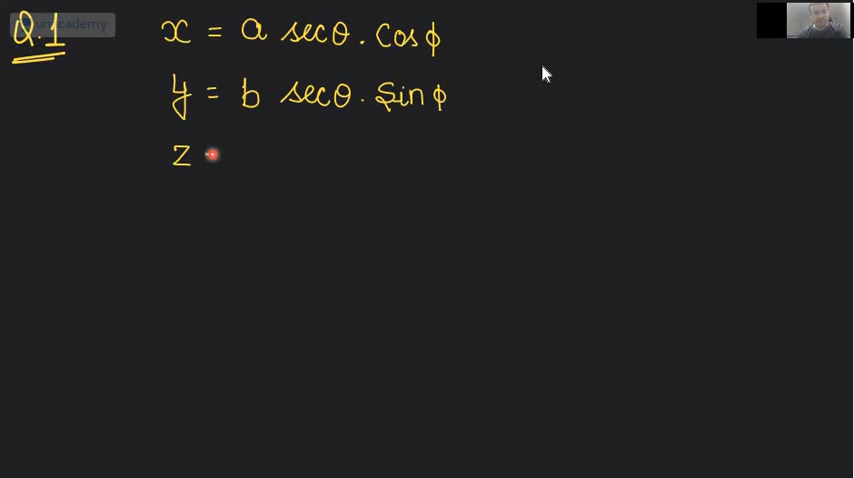 Q.1 x = a secθ . cosϕ
y = b secθ . sinϕ
z -